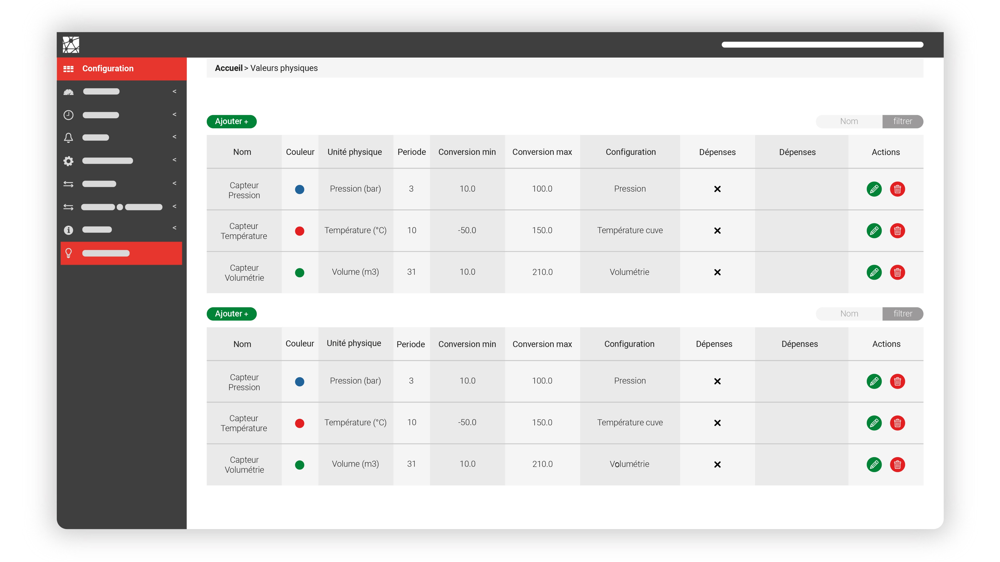 Configuration
Accueil > Valeurs physiques
Ajouter +
Nom filtrer
Nom Couleur Unité physique Periode Conversion min Conversion max Configuration Dépenses Dépenses Actions
Capteur
Pression
Pression (bar) 3 10.0 100.0 Pression
Capteur
Température
Température (°C) 10 -50.0 150.0 Température cuve
Capteur
Volumétrie
Volume (m3) 31 10.0 210.0 Volumétrie
Ajouter +
Nom filtrer
Nom Couleur Unité physique Periode Conversion min Conversion max Configuration Dépenses Dépenses Actions
Capteur
Pression
Pression (bar) 3 10.0 100.0 Pression
Capteur
Température
Température (°C) 10 -50.0 150.0 Température cuve
Capteur
Volumétrie
Volume (m3) 31 10.0 210.0 Volumétrie